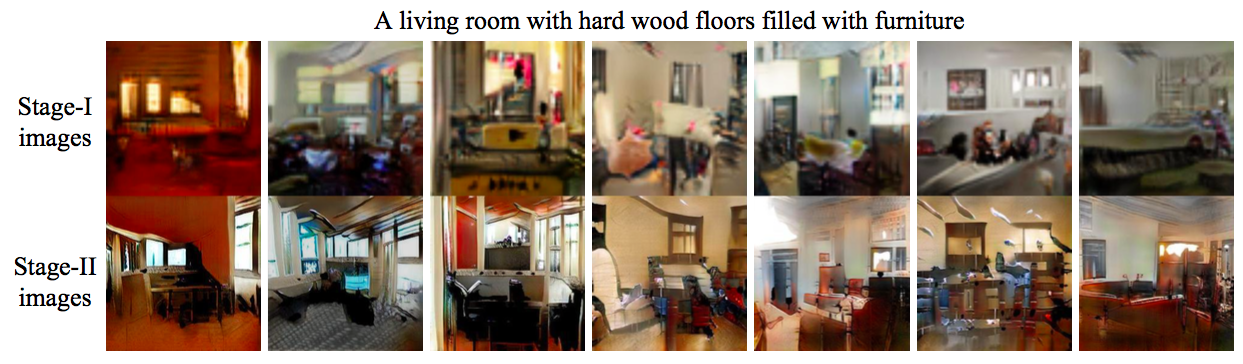 A living room with hard wood floors filled with furniture
Stage-I
images
Stage-II
images